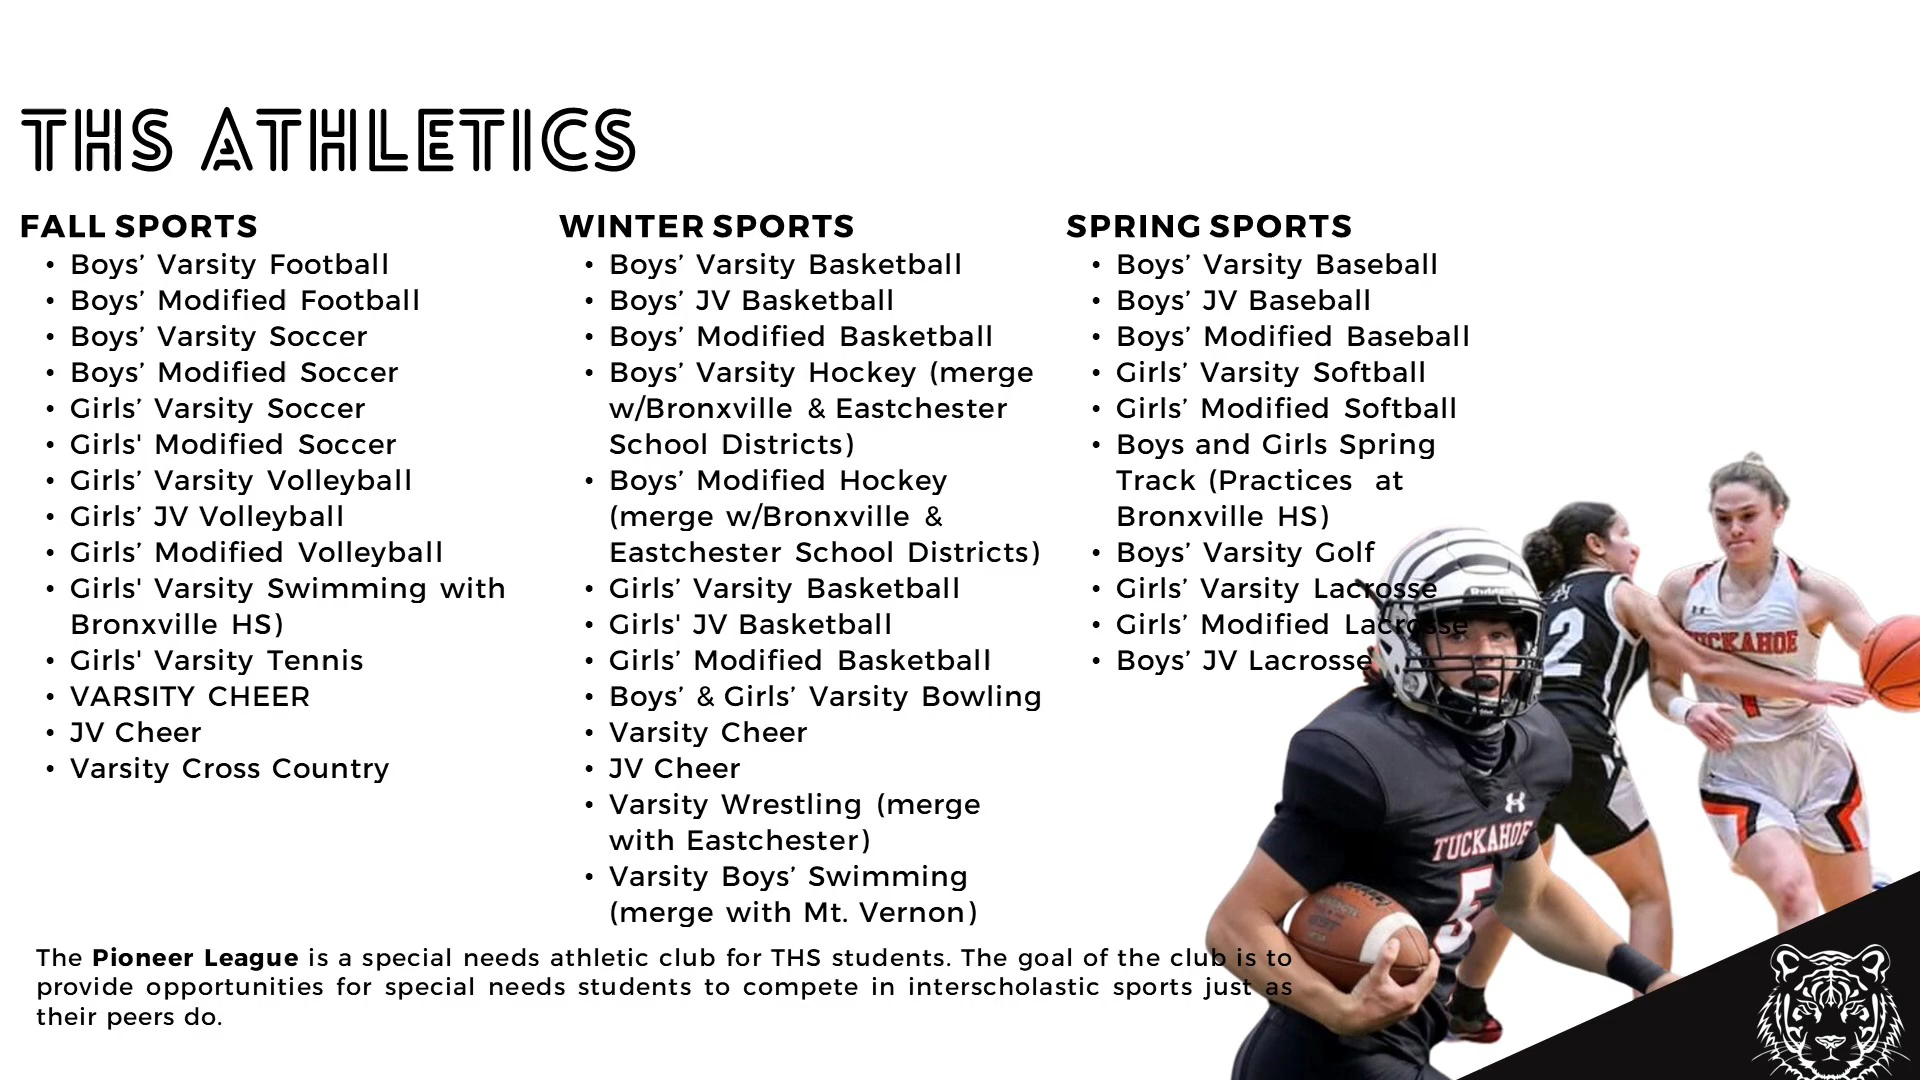 THS ATHLETICS
FALL SPORTS
• Boys’ Varsity Football
• Boys’ Modified Football
• Boys’ Varsity Soccer
• Boys’ Modified Soccer
• Girls’ Varsity Soccer
• Girls' Modified Soccer
• Girls’ Varsity Volleyball
• Girls’ JV Volleyball
• Girls’ Modified Volleyball
• Girls' Varsity Swimming with
Bronxville HS)
• Girls' Varsity Tennis
• VARSITY CHEER
• JV Cheer
• Varsity Cross Country
WINTER SPORTS
• Boys’ Varsity Basketball
• Boys’ JV Basketball
• Boys’ Modified Basketball
• Boys’ Varsity Hockey (merge
w/Bronxville & Eastchester
School Districts)
• Boys’ Modified Hockey
(merge w/Bronxville &
Eastchester School Districts)
• Girls’ Varsity Basketball
• Girls' JV Basketball
• Girls’ Modified Basketball
• Boys’ & Girls’ Varsity Bowling
• Varsity Cheer
• JV Cheer
• Varsity Wrestling (merge
with Eastchester)
• Varsity Boys’ Swimming
(merge with Mt. Vernon)
SPRING SPORTS
• Boys’ Varsity Baseball
• Boys’ JV Baseball
• Boys’ Modified Baseball
• Girls’ Varsity Softball
• Girls’ Modified Softball
• Boys and Girls Spring
Track (Practices at
Bronxville HS)
• Boys’ Varsity Golf
• Girls’ Varsity Lacrosse
• Girls’ Modified Lacrosse
• Boys’ JV Lacrosse
The Pioneer League is a special needs athletic club for THS students. The goal of the club is to
provide opportunities for special needs students to compete in interscholastic sports just as
their peers do.
2
TUCKAHOE
1
TUCKAHOE
5